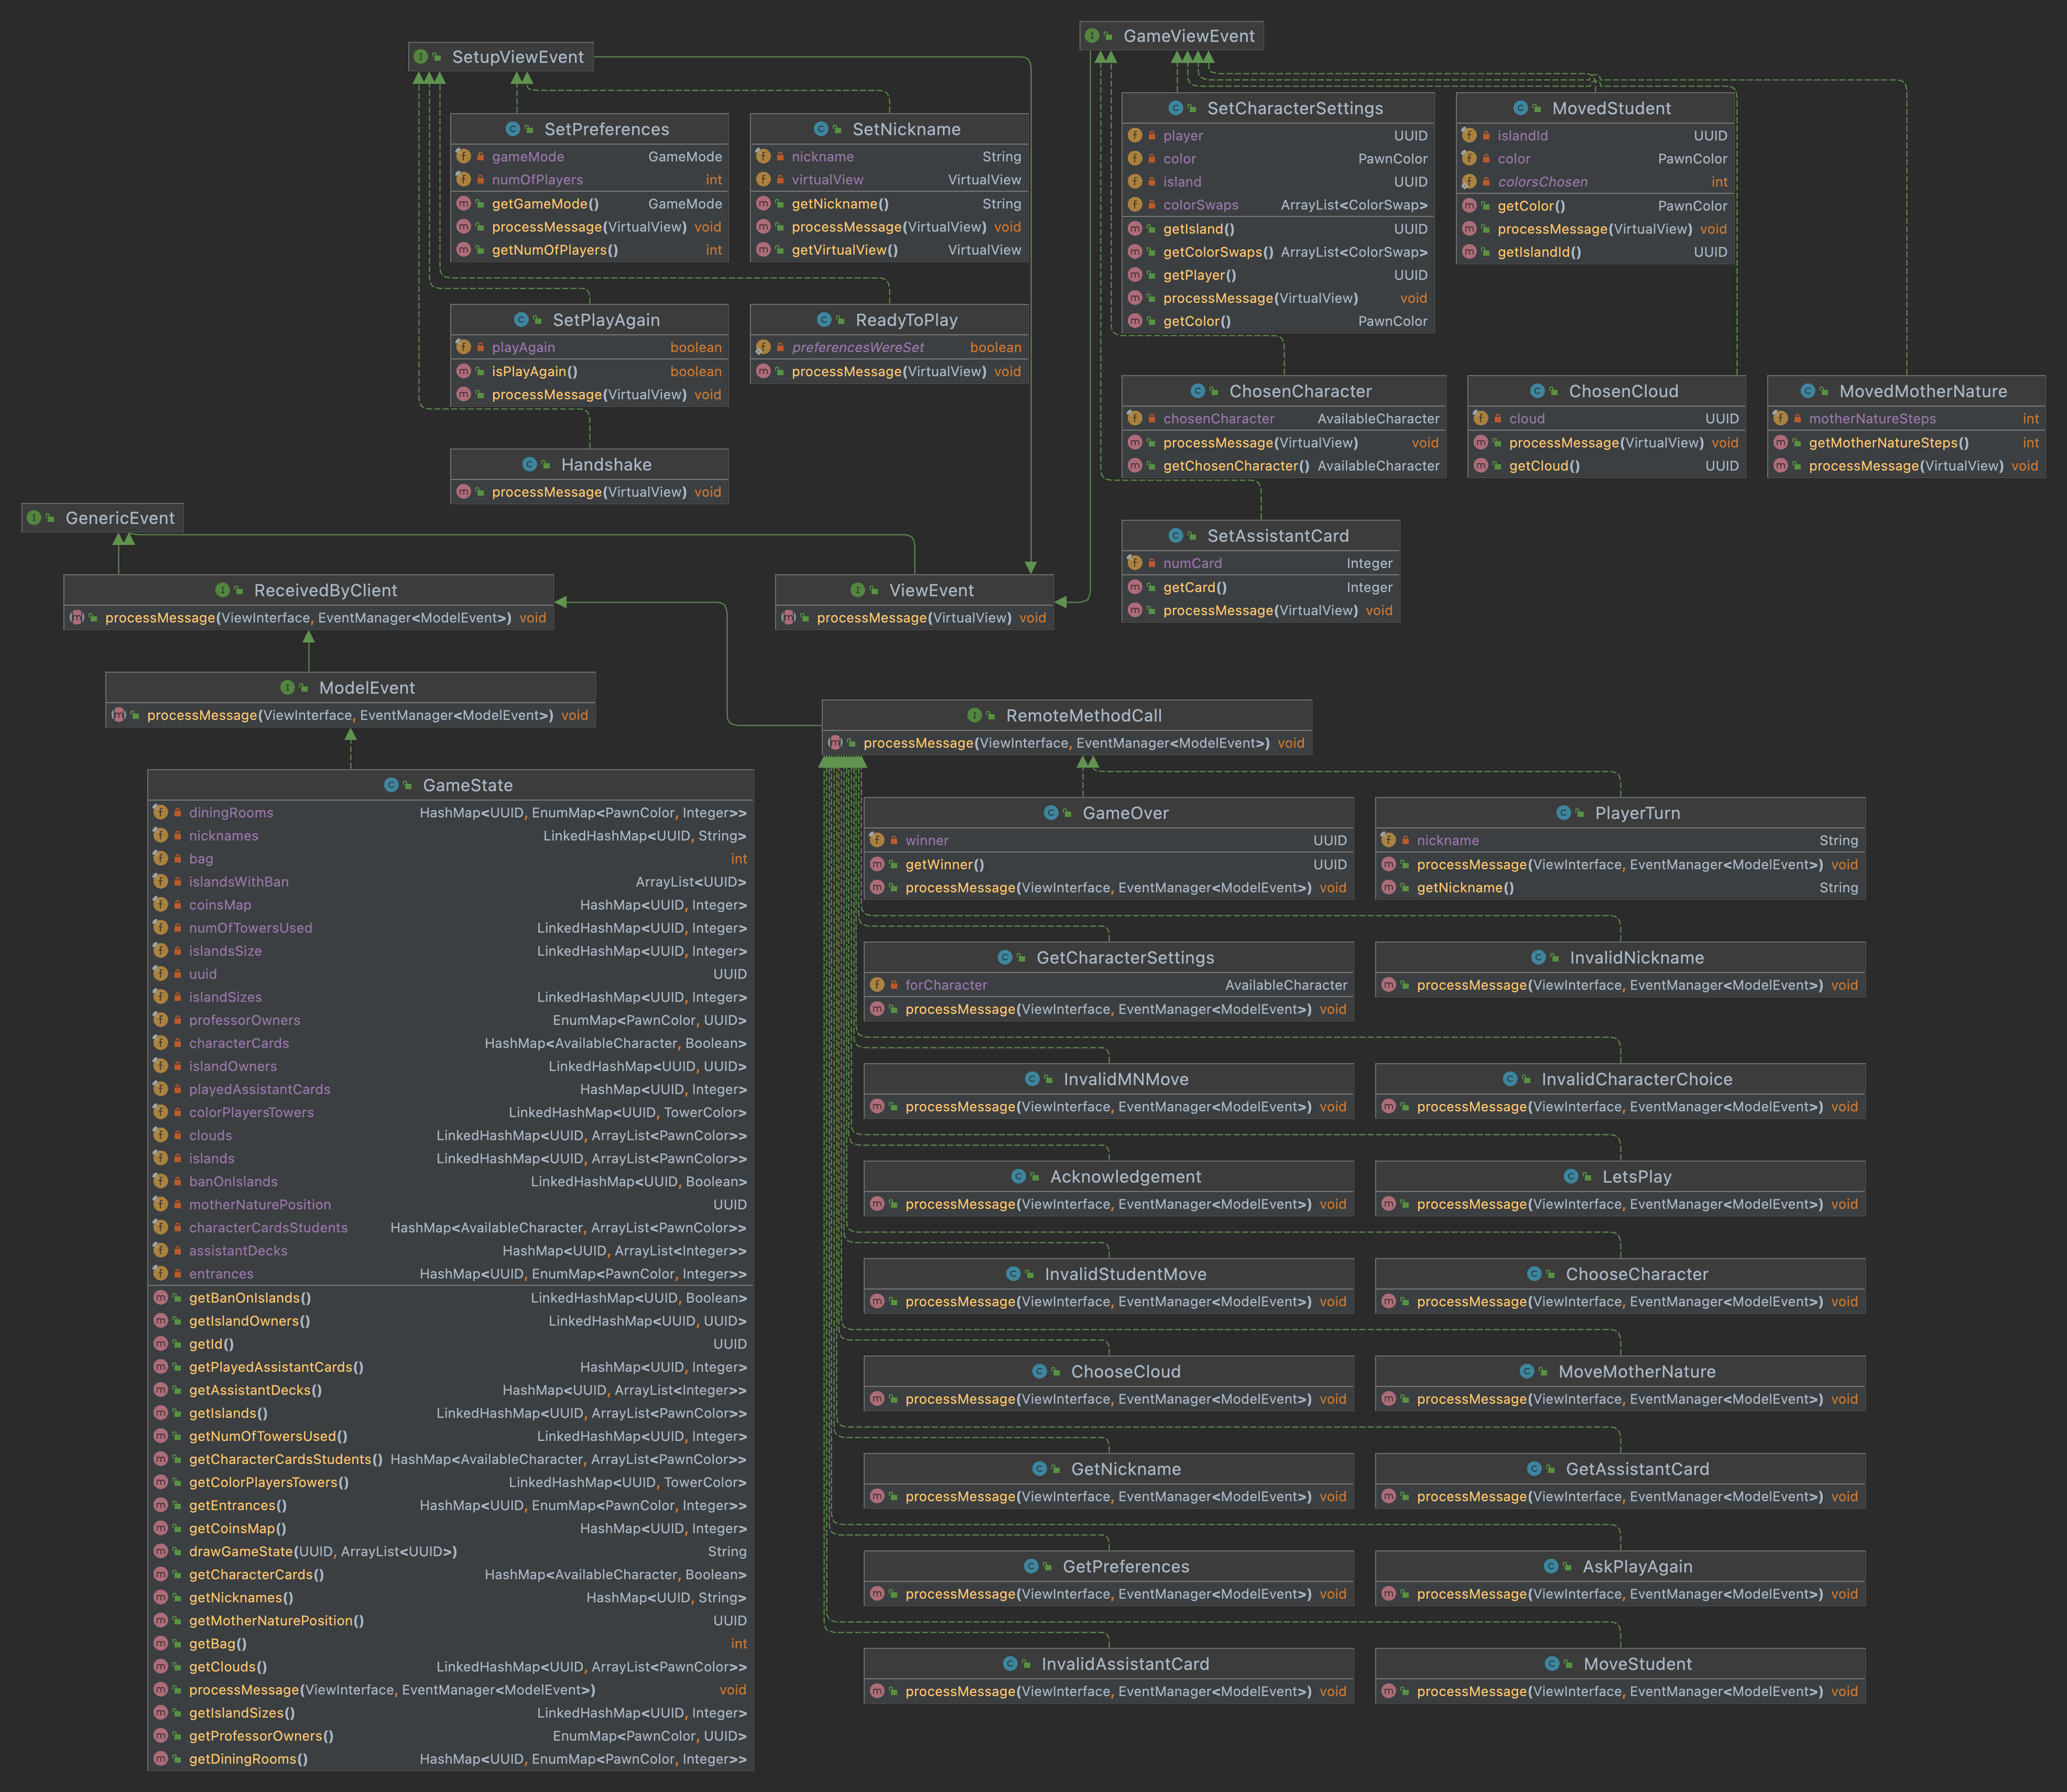 SetupViewEvent
GameViewEvent
SetPreferences
gameMode GameMode
numOfPlayers int
getGameMode() GameMode
processMessage(VirtualView) void
getNumOfPlayers() int
SetNickname
nickname String
virtualView VirtualView
getNickname() String
processMessage(VirtualView) void
getVirtualView() VirtualView
SetCharacterSettings
player UUID
color PawnColor
island UUID
colorSwaps ArrayList<ColorSwap>
getIsland() UUID
getColorSwaps() ArrayList<ColorSwap>
getPlayer() UUID
processMessage(VirtualView) void
getColor() PawnColor
MovedStudent
islandId UUID
color PawnColor
colorsChosen int
getColor() PawnColor
processMessage(VirtualView) void
getIslandId() UUID
SetPlayAgain
playAgain boolean
isPlayAgain() boolean
processMessage(VirtualView) void
ReadyToPlay
preferencesWereSet boolean
processMessage(VirtualView) void
ChosenCharacter
chosenCharacter AvailableCharacter
processMessage(VirtualView) void
getChosenCharacter() AvailableCharacter
ChosenCloud
cloud UUID
processMessage(VirtualView) void
getCloud() UUID
MovedMotherNature
motherNatureSteps int
getMotherNatureSteps() int
processMessage(VirtualView) void
Handshake
processMessage(VirtualView) void
GenericEvent
SetAssistantCard
numCard Integer
getCard() Integer
processMessage(VirtualView) void
ReceivedByClient
processMessage(ViewInterface, EventManager<ModelEvent>) void
ViewEvent
processMessage(VirtualView) void
ModelEvent
processMessage(ViewInterface, EventManager<ModelEvent>) void
RemoteMethodCall
processMessage(ViewInterface, EventManager<ModelEvent>) void
GameState
diningRooms HashMap<UUID, EnumMap<PawnColor, Integer>>
nicknames LinkedHashMap<UUID, String>
bag int
islandsWithBan ArrayList<UUID>
coinsMap HashMap<UUID, Integer>
numOfTowersUsed LinkedHashMap<UUID, Integer>
islandsSize LinkedHashMap<UUID, Integer>
uuid UUID
islandSizes LinkedHashMap<UUID, Integer>
professorOwners EnumMap<PawnColor, UUID>
characterCards HashMap<AvailableCharacter, Boolean>
islandOwners LinkedHashMap<UUID, UUID>
playedAssistantCards HashMap<UUID, Integer>
colorPlayersTowers LinkedHashMap<UUID, TowerColor>
clouds LinkedHashMap<UUID, ArrayList<PawnColor>>
islands LinkedHashMap<UUID, ArrayList<PawnColor>>
banOnIslands LinkedHashMap<UUID, Boolean>
motherNaturePosition UUID
characterCardsStudents HashMap<AvailableCharacter, ArrayList<PawnColor>>
assistantDecks HashMap<UUID, ArrayList<Integer>>
entrances HashMap<UUID, EnumMap<PawnColor, Integer>>
getBanOnIslands() LinkedHashMap<UUID, Boolean>
getIslandOwners() LinkedHashMap<UUID, UUID>
getId() UUID
getPlayedAssistantCards() HashMap<UUID, Integer>
getAssistantDecks() HashMap<UUID, ArrayList<Integer>>
getIslands() LinkedHashMap<UUID, ArrayList<PawnColor>>
getNumOfTowersUsed() LinkedHashMap<UUID, Integer>
getCharacterCardsStudents() HashMap<AvailableCharacter, ArrayList<PawnColor>>
getColorPlayersTowers() LinkedHashMap<UUID, TowerColor>
getEntrances() HashMap<UUID, EnumMap<PawnColor, Integer>>
getCoinsMap() HashMap<UUID, Integer>
drawGameState(UUID, ArrayList<UUID>) String
getCharacterCards() HashMap<AvailableCharacter, Boolean>
getNicknames() HashMap<UUID, String>
getMotherNaturePosition() UUID
getBag() int
getClouds() LinkedHashMap<UUID, ArrayList<PawnColor>>
processMessage(ViewInterface, EventManager<ModelEvent>) void
getIslandSizes() LinkedHashMap<UUID, Integer>
getProfessorOwners() EnumMap<PawnColor, UUID>
getDiningRooms() HashMap<UUID, EnumMap<PawnColor, Integer>>
GameOver
winner UUID
getWinner() UUID
processMessage(ViewInterface, EventManager<ModelEvent>) void
PlayerTurn
nickname String
processMessage(ViewInterface, EventManager<ModelEvent>) void
getNickname() String
GetCharacterSettings
forCharacter AvailableCharacter
processMessage(ViewInterface, EventManager<ModelEvent>) void
InvalidNickname
processMessage(ViewInterface, EventManager<ModelEvent>) void
InvalidMNMove
processMessage(ViewInterface, EventManager<ModelEvent>) void
InvalidCharacterChoice
processMessage(ViewInterface, EventManager<ModelEvent>) void
Acknowledgement
processMessage(ViewInterface, EventManager<ModelEvent>) void
LetsPlay
processMessage(ViewInterface, EventManager<ModelEvent>) void
InvalidStudentMove
processMessage(ViewInterface, EventManager<ModelEvent>) void
ChooseCharacter
processMessage(ViewInterface, EventManager<ModelEvent>) void
ChooseCloud
processMessage(ViewInterface, EventManager<ModelEvent>) void
MoveMotherNature
processMessage(ViewInterface, EventManager<ModelEvent>) void
GetNickname
processMessage(ViewInterface, EventManager<ModelEvent>) void
GetAssistantCard
processMessage(ViewInterface, EventManager<ModelEvent>) void
GetPreferences
processMessage(ViewInterface, EventManager<ModelEvent>) void
AskPlayAgain
processMessage(ViewInterface, EventManager<ModelEvent>) void
InvalidAssistantCard
processMessage(ViewInterface, EventManager<ModelEvent>) void
MoveStudent
processMessage(ViewInterface, EventManager<ModelEvent>) void